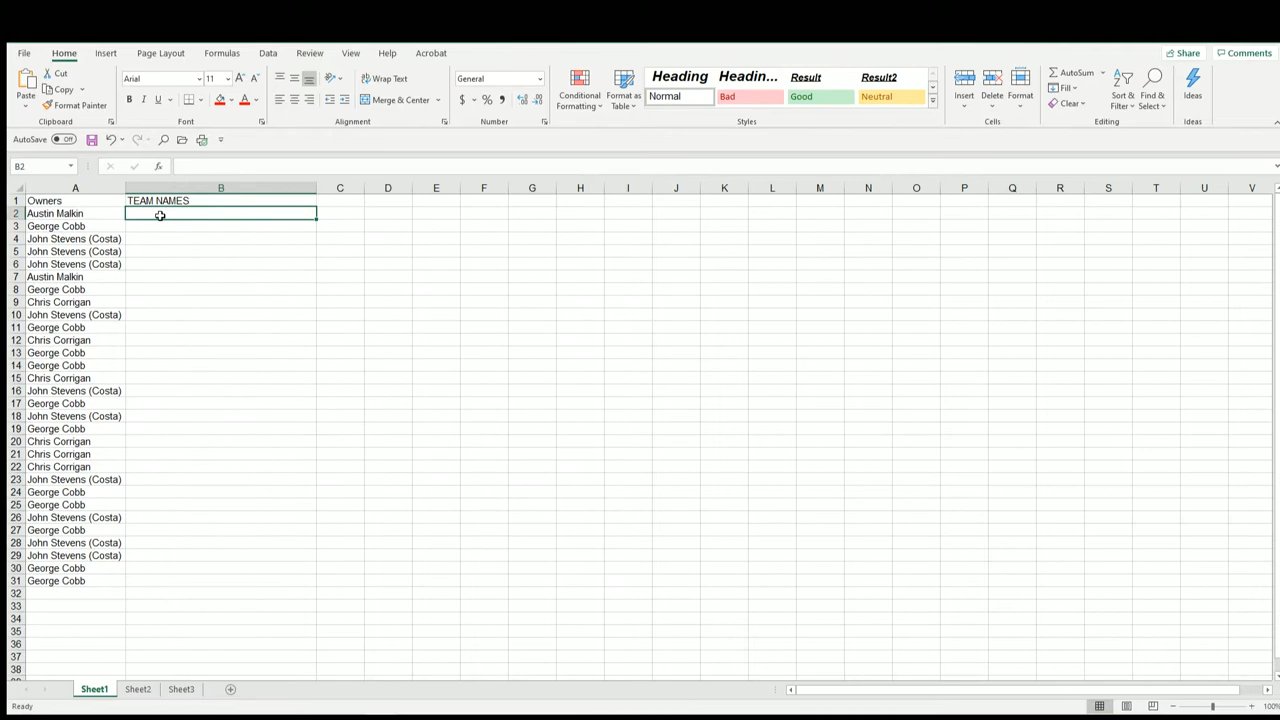 File Home Insert Page Layout Formulas Data Review View Help Acrobat Share Comments
Paste Cut Copy Format Painter Clipboard
Arial 11 A A B I U A Font
Wrap Text Merge & Center Alignment
General $ % , Number
Conditional Formatting Format as Table
Heading Headin... Result Result2
Normal Bad Good Neutral Styles
Insert Delete Format Cells
AutoSum Fill Clear Sort & Filter Find & Select Editing
Ideas Ideas
AutoSave Off
B2 fx
A B C D E F G H I J K L M N O P Q R S T U V
1 Owners TEAM NAMES
2 Austin Malkin
3 George Cobb
4 John Stevens (Costa)
5 John Stevens (Costa)
6 John Stevens (Costa)
7 Austin Malkin
8 George Cobb
9 Chris Corrigan
10 John Stevens (Costa)
11 George Cobb
12 Chris Corrigan
13 George Cobb
14 George Cobb
15 Chris Corrigan
16 John Stevens (Costa)
17 George Cobb
18 John Stevens (Costa)
19 George Cobb
20 Chris Corrigan
21 Chris Corrigan
22 Chris Corrigan
23 John Stevens (Costa)
24 George Cobb
25 George Cobb
26 John Stevens (Costa)
27 George Cobb
28 John Stevens (Costa)
29 John Stevens (Costa)
30 George Cobb
31 George Cobb
32
33
34
35
36
37
38
Sheet1 Sheet2 Sheet3
Ready 100%